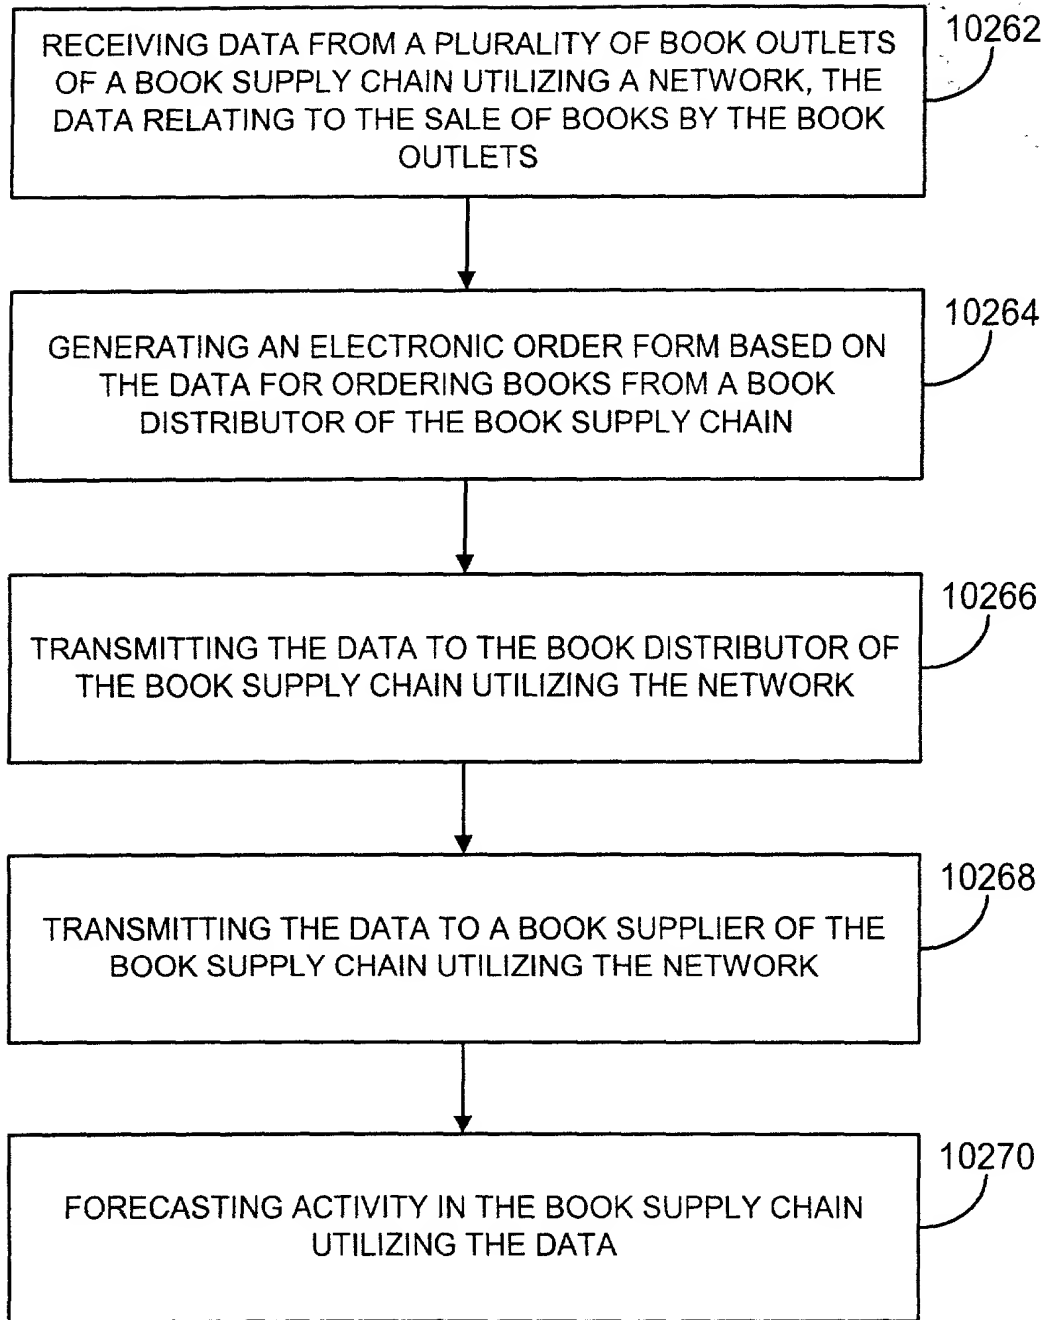 RECEIVING DATA FROM A PLURALITY OF BOOK OUTLETS
OF A BOOK SUPPLY CHAIN UTILIZING A NETWORK, THE
DATA RELATING TO THE SALE OF BOOKS BY THE BOOK
OUTLETS
10262
GENERATING AN ELECTRONIC ORDER FORM BASED ON
THE DATA FOR ORDERING BOOKS FROM A BOOK
DISTRIBUTOR OF THE BOOK SUPPLY CHAIN
10264
TRANSMITTING THE DATA TO THE BOOK DISTRIBUTOR OF
THE BOOK SUPPLY CHAIN UTILIZING THE NETWORK
10266
TRANSMITTING THE DATA TO A BOOK SUPPLIER OF THE
BOOK SUPPLY CHAIN UTILIZING THE NETWORK
10268
FORECASTING ACTIVITY IN THE BOOK SUPPLY CHAIN
UTILIZING THE DATA
10270